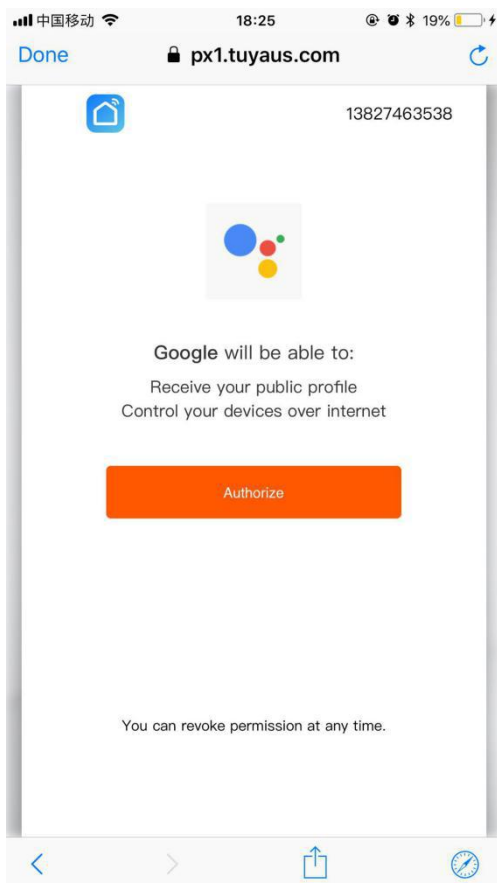 中国移动 18:25 19%
Done px1.tuyaus.com
13827463538
Google will be able to:
Receive your public profile
Control your devices over internet
Authorize
You can revoke permission at any time.